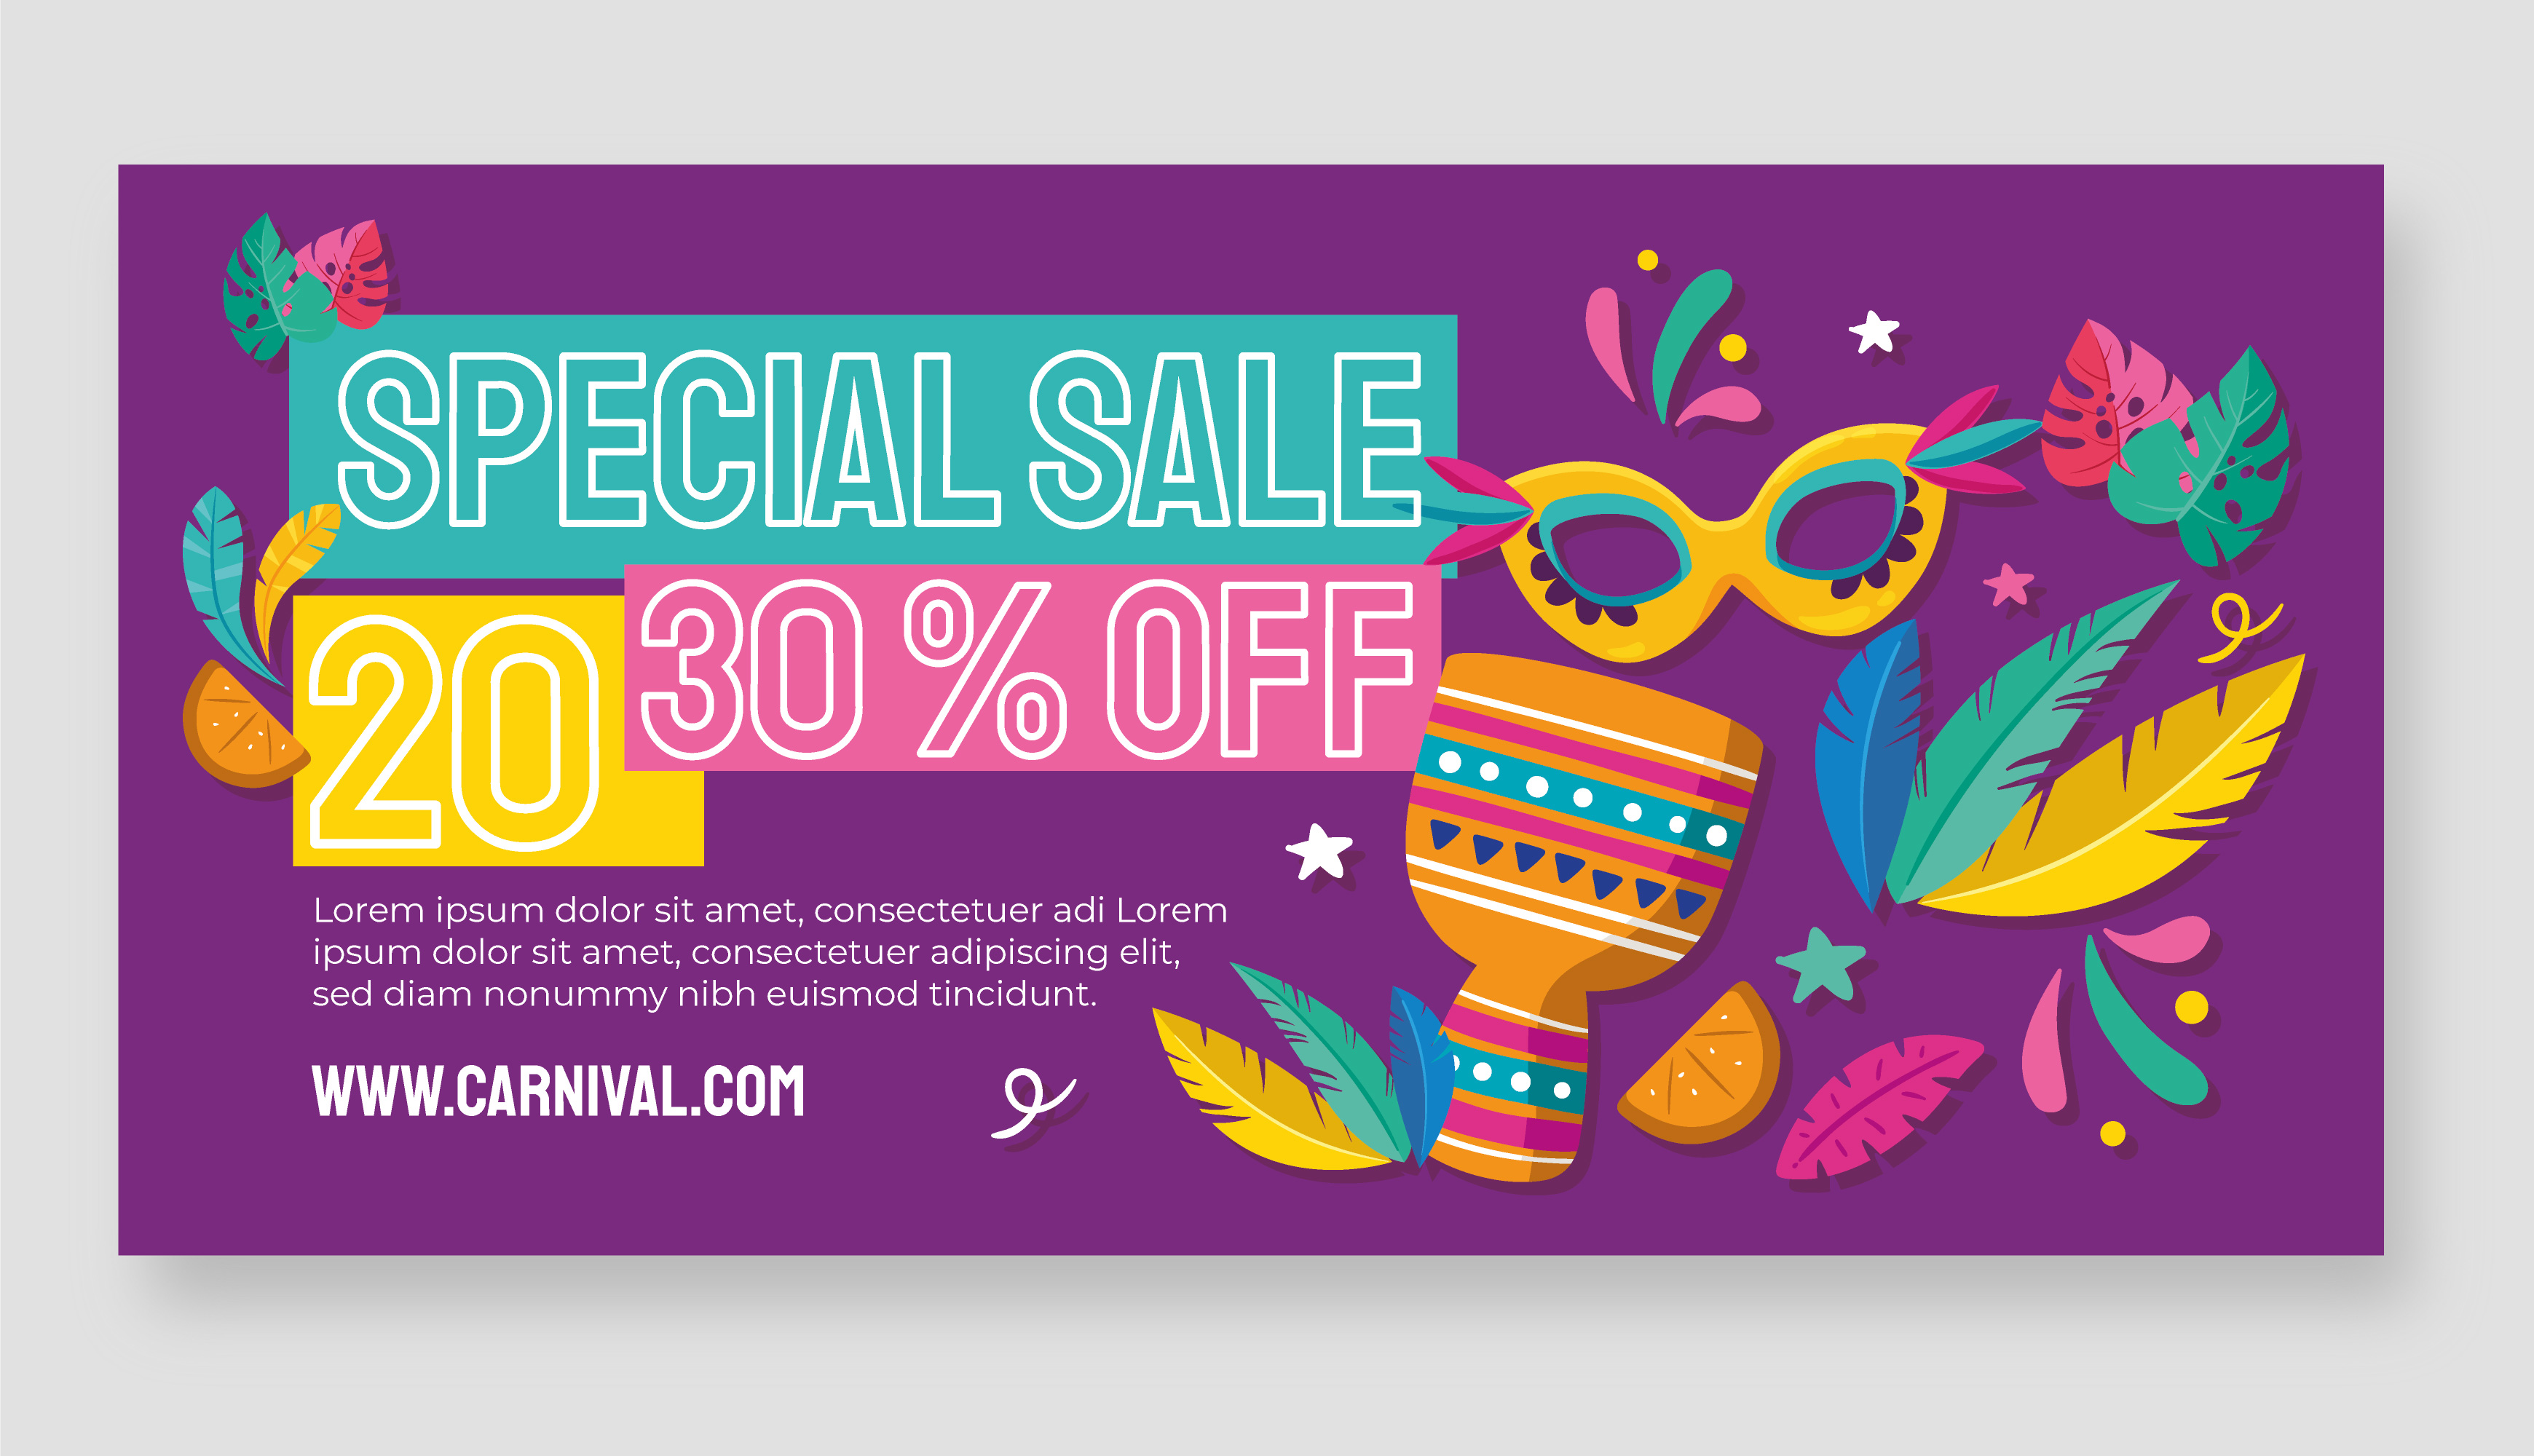 SPECIAL SALE
20
30 % OFF
Lorem ipsum dolor sit amet, consectetuer adi Lorem
ipsum dolor sit amet, consectetuer adipiscing elit,
sed diam nonummy nibh euismod tincidunt.
WWW.CARNIVAL.COM